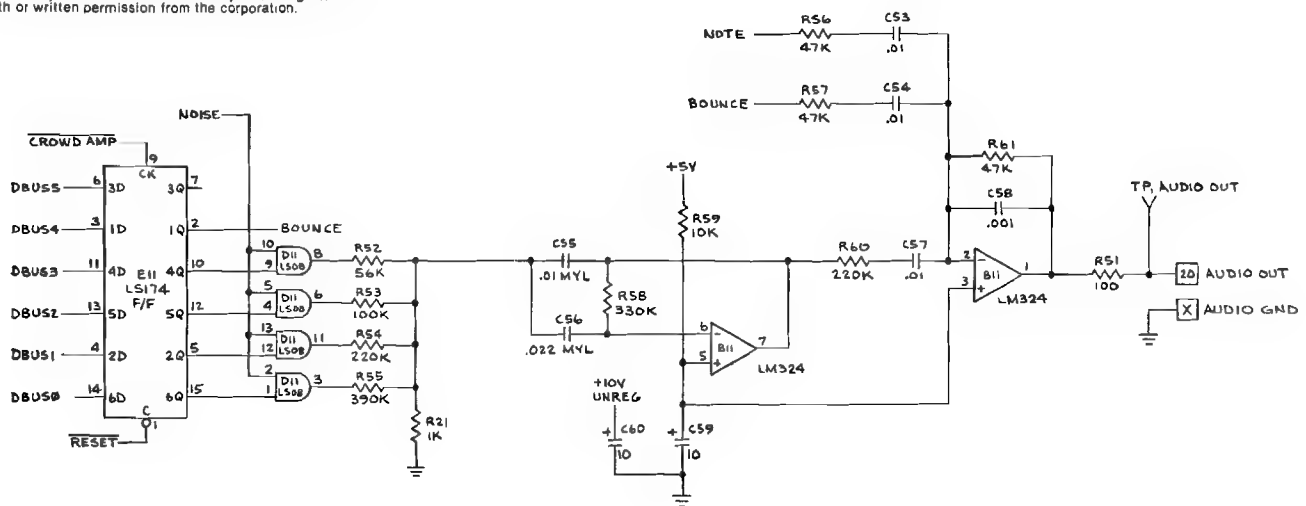 th or written permission from the corporation.
NOTE
R56
47K
C53
.01
BOUNCE
R57
47K
C54
.01
NOISE
CROWD AMP
9
CK
DBUS5
6
3D
3Q
7
DBUS4
3
1D
1Q
2
BOUNCE
DBUS3
11
4D
4Q
10
E11
LS174
F/F
DBUS2
13
5D
5Q
12
DBUS1
4
2D
2Q
5
DBUSØ
14
6D
6Q
15
C
1
RESET
10
9
D11
LS08
8
R52
56K
5
4
D11
LS08
6
R53
100K
13
12
D11
LS08
11
R54
220K
2
1
D11
LS08
3
R55
390K
R21
1K
C55
.01 MYL
R58
330K
C56
.022 MYL
+5V
R59
10K
6
5
B11
7
LM324
+10V
UNREG
C60
10
C59
10
R60
220K
C57
.01
R61
47K
C58
.001
2
3
B11
1
LM324
R51
100
TP, AUDIO OUT
20 AUDIO OUT
X AUDIO GND